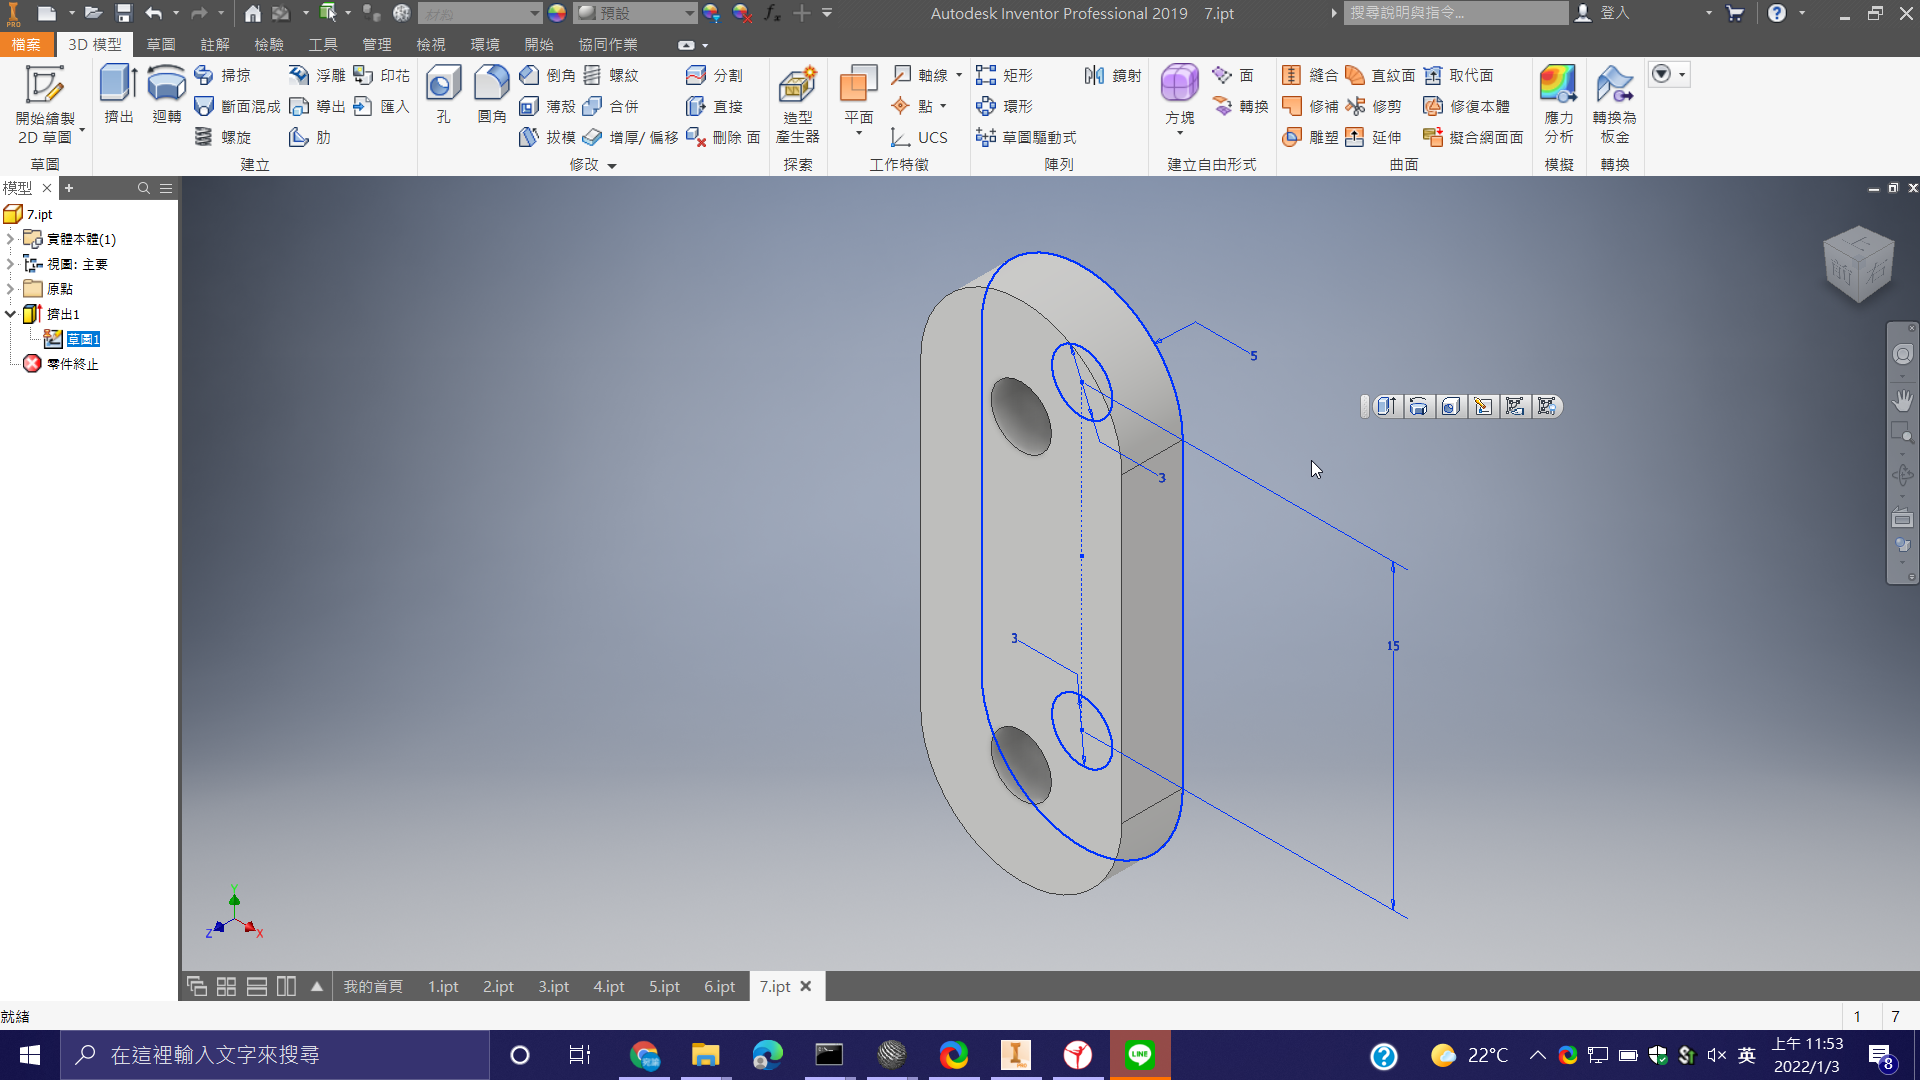 PRO
材料
預設
fx
Autodesk Inventor Professional 2019 7.ipt
搜尋說明與指令...
登入
檔案 3D 模型 草圖 註解 檢驗 工具 管理 檢視 環境 開始 協同作業
開始繪製
2D 草圖
草圖
擠出
迴轉
掃掠
斷面混成
螺旋
浮雕
導出
肋
印花
匯入
建立
孔
圓角
倒角
薄殼
拔模
螺紋
合併
增厚/ 偏移
分割
直接
刪除 面
修改
造型
產生器
探索
平面
軸線
點
UCS
工作特徵
矩形
環形
草圖驅動式
鏡射
陣列
方塊
面
轉換
建立自由形式
縫合
修補
雕塑
直紋面
修剪
延伸
取代面
修復本體
擬合網面面
曲面
應力
分析
模擬
轉換為
板金
轉換
模型
7.ipt
實體本體(1)
視圖: 主要
原點
擠出1
草圖1
零件終止
5
3
3
15
上
前
右
Y
Z
X
我的首頁 1.ipt 2.ipt 3.ipt 4.ipt 5.ipt 6.ipt 7.ipt
就緒
1 7
在這裡輸入文字來搜尋
LINE
22°C
英
上午 11:53
2022/1/3
8